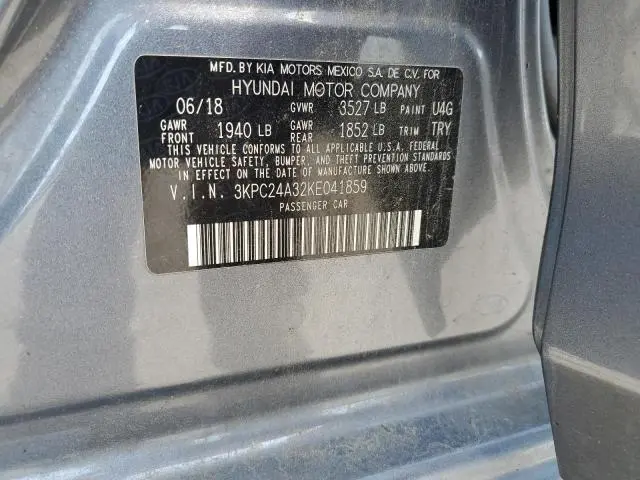 MFD. BY KIA MOTORS MEXICO S.A. DE C.V. FOR
HYUNDAI MOTOR COMPANY
06/18 GVWR 3527 LB PAINT U4G
GAWR FRONT 1940 LB GAWR REAR 1852 LB TRIM TRY
THIS VEHICLE CONFORMS TO ALL APPLICABLE U.S.A. FEDERAL
MOTOR VEHICLE SAFETY, BUMPER, AND THEFT PREVENTION STANDARDS
IN EFFECT ON THE DATE OF MANUFACTURE SHOWN ABOVE.
V.I.N. 3KPC24A32KE041859
PASSENGER CAR